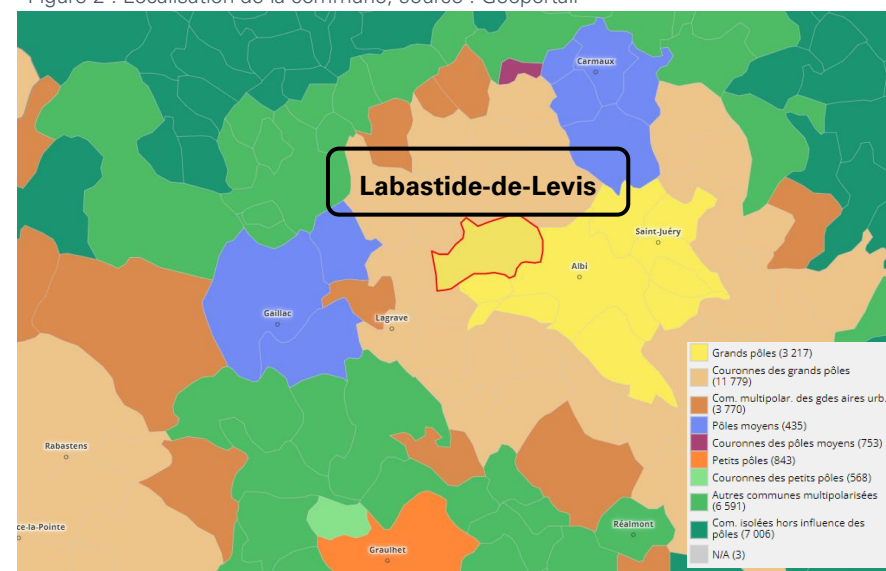 Figure 2 : Localisation de la commune, source : Géoportail
Carmaux
Labastide-de-Levis
Saint-Juéry
Albi
Gaillac
Lagrave
Rabastens
ce-la-Pointe
Graulhet
Réalmont
Grands pôles (3 217)
Couronnes des grands pôles
(11 779)
Com. multipolar. des gdes aires urb.
(3 770)
Pôles moyens (435)
Couronnes des pôles moyens (753)
Petits pôles (843)
Couronnes des petits pôles (568)
Autres communes multipolarisées
(6 591)
Com. isolées hors influence des
pôles (7 006)
N/A (3)